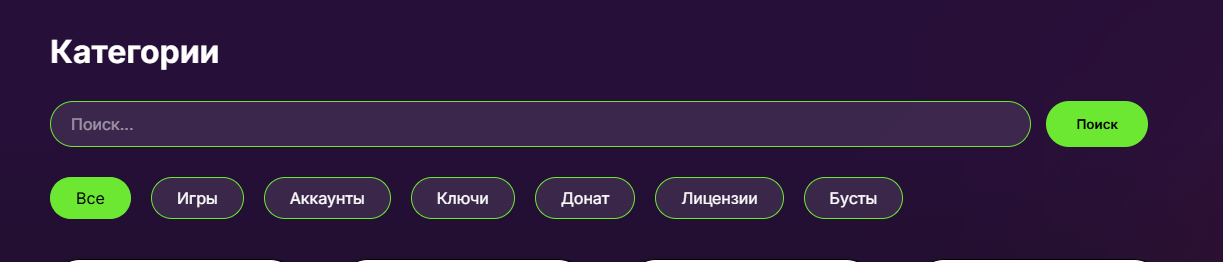 Категории
Поиск...
Поиск
Все
Игры
Аккаунты
Ключи
Донат
Лицензии
Бусты